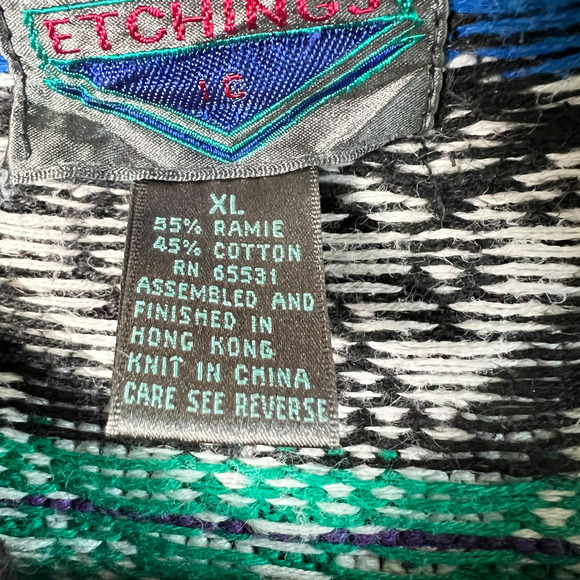 ETCHINGS
I.C
XL
55% RAMIE
45% COTTON
RN 65531
ASSEMBLED AND
FINISHED IN
HONG KONG
KNIT IN CHINA
CARE SEE REVERSE